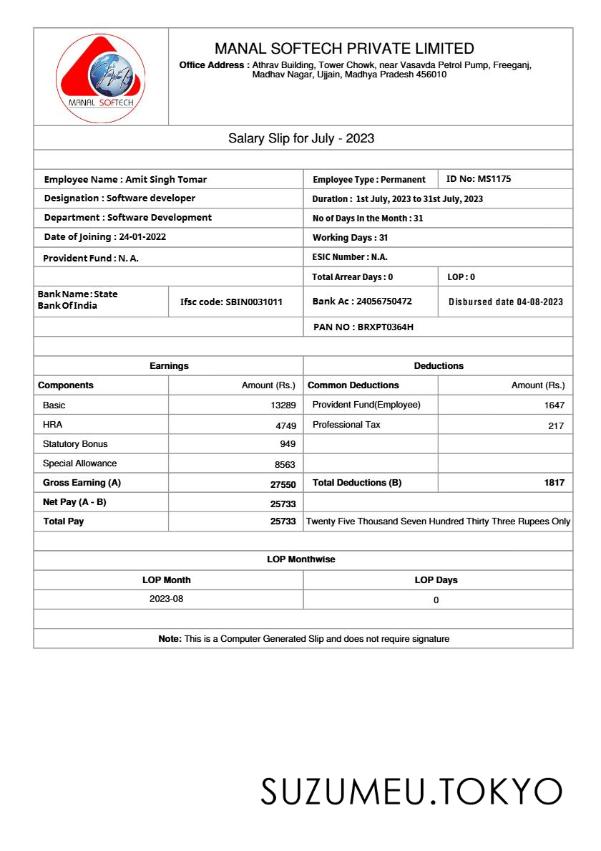 MANAL SOFTECH
MANAL SOFTECH PRIVATE LIMITED
Office Address : Athrav Building, Tower Chowk, near Vasavda Petrol Pump, Freeganj,
Madhav Nagar, Ujjain, Madhya Pradesh 456010
Salary Slip for July - 2023
Employee Name : Amit Singh Tomar Employee Type : Permanent ID No: MS1175
Designation : Software developer Duration : 1st July, 2023 to 31st July, 2023
Department : Software Development No of Days in the Month : 31
Date of Joining : 24-01-2022 Working Days : 31
Provident Fund : N. A. ESIC Number : N.A.
Total Arrear Days : 0 LOP : 0
Bank Name : State
Bank Of India Ifsc code: SBIN0031011 Bank Ac : 24056750472 Disbursed date 04-08-2023
PAN NO : BRXPT0364H
Earnings Deductions
Components Amount (Rs.) Common Deductions Amount (Rs.)
Basic 13289 Provident Fund(Employee) 1647
HRA 4749 Professional Tax 217
Statutory Bonus 949
Special Allowance 8563
Gross Earning (A) 27550 Total Deductions (B) 1817
Net Pay (A - B) 25733
Total Pay 25733 Twenty Five Thousand Seven Hundred Thirty Three Rupees Only
LOP Monthwise
LOP Month LOP Days
2023-08 0
Note: This is a Computer Generated Slip and does not require signature
SUZUMEU.TOKYO